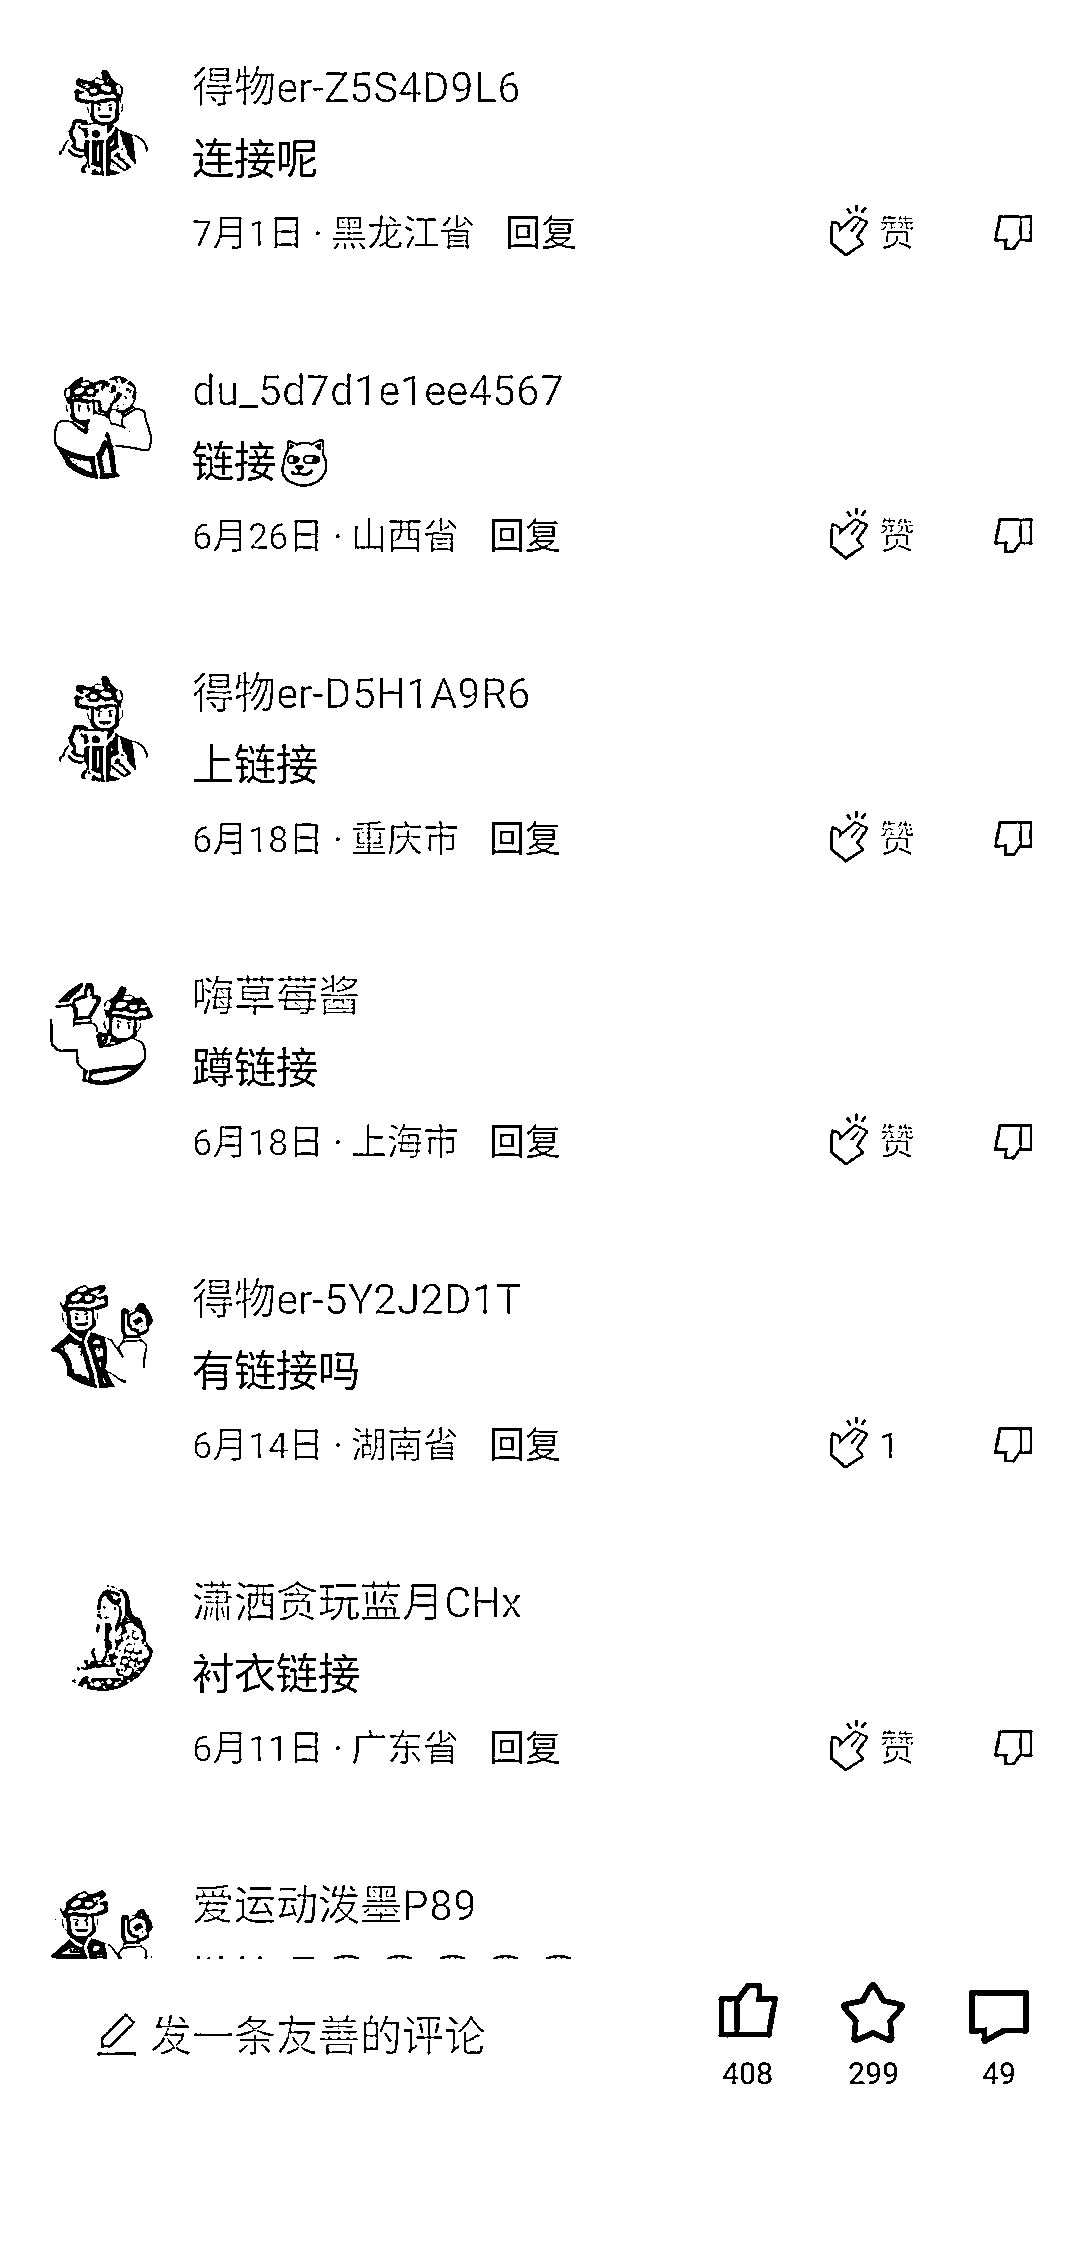 得物er-Z5S4D9L6
连接呢
7月1日 · 黑龙江省 回复 赞
du_5d7d1e1ee4567
链接
6月26日 · 山西省 回复 赞
得物er-D5H1A9R6
上链接
6月18日 · 重庆市 回复 赞
嗨草莓酱
蹲链接
6月18日 · 上海市 回复 赞
得物er-5Y2J2D1T
有链接吗
6月14日 · 湖南省 回复 1
潇洒贪玩蓝月CHx
衬衣链接
6月11日 · 广东省 回复 赞
爱运动泼墨P89
发一条友善的评论
408 299 49